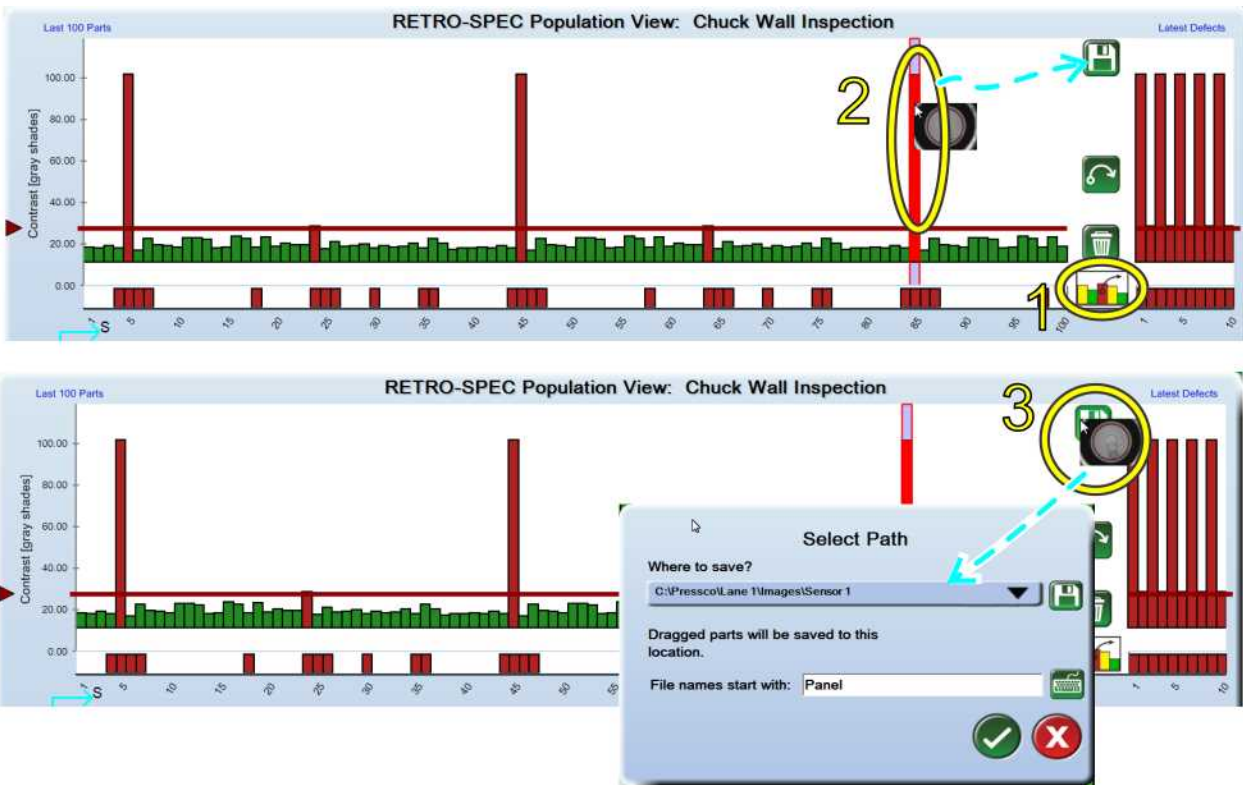 RETRO-SPEC Population View: Chuck Wall Inspection
Last 100 Parts
Latest Defects
Contrast [gray shades]
100.00
80.00
60.00
40.00
20.00
0.00
2
1
S
1 5 10 15 20 25 30 35 40 45 50 55 60 65 70 75 80 85 90 95 100
1 5 10
RETRO-SPEC Population View: Chuck Wall Inspection
Last 100 Parts
Latest Defects
Contrast [gray shades]
100.00
80.00
60.00
40.00
20.00
0.00
3
S
1 5 10 15 20 25 30 35 40 45 50 55
1 5 10
Select Path
Where to save?
C:\Pressco\Lane 1\Images\Sensor 1
Dragged parts will be saved to this
location.
File names start with: Panel